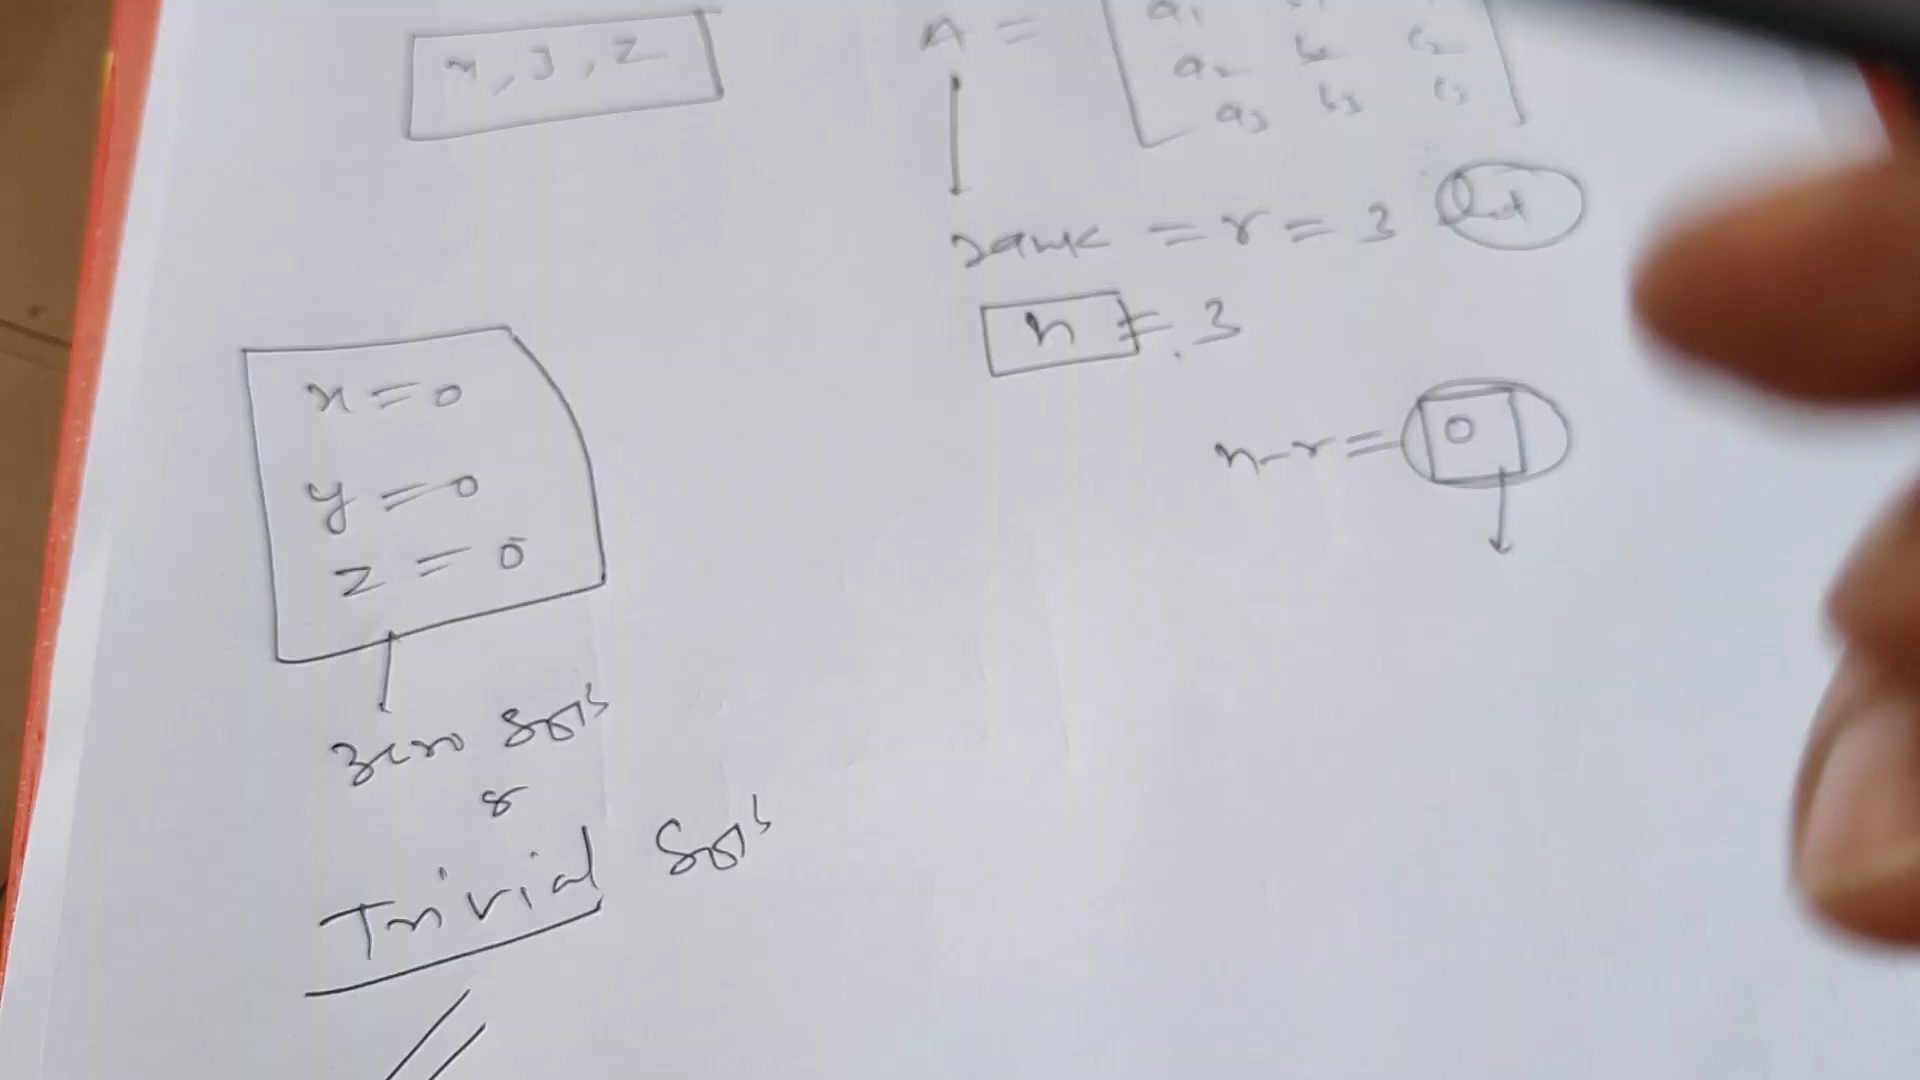 x, y, z
A =
a1
a2 b2 c2
a3 b3 c3
rank = r = 3 let
n = 3
n-r = 0
x = 0
y = 0
z = 0
zero sol's
or
Trivial sol's